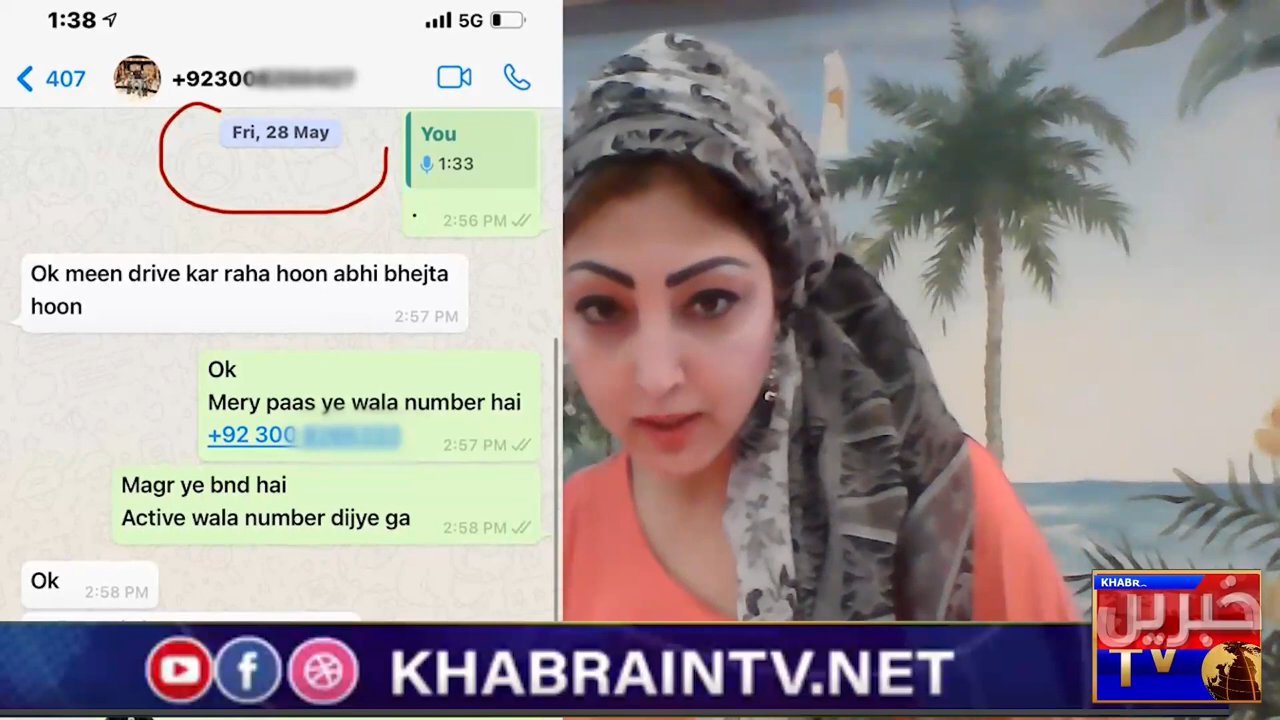 1:38
5G
407
+9230
Fri, 28 May
You
1:33
.
2:56 PM
Ok meen drive kar raha hoon abhi bhejta
hoon
2:57 PM
Ok
Mery paas ye wala number hai
+92 300
2:57 PM
Magr ye bnd hai
Active wala number dijye ga
2:58 PM
Ok
2:58 PM
KHABRAINTV.NET
خبریں
TV